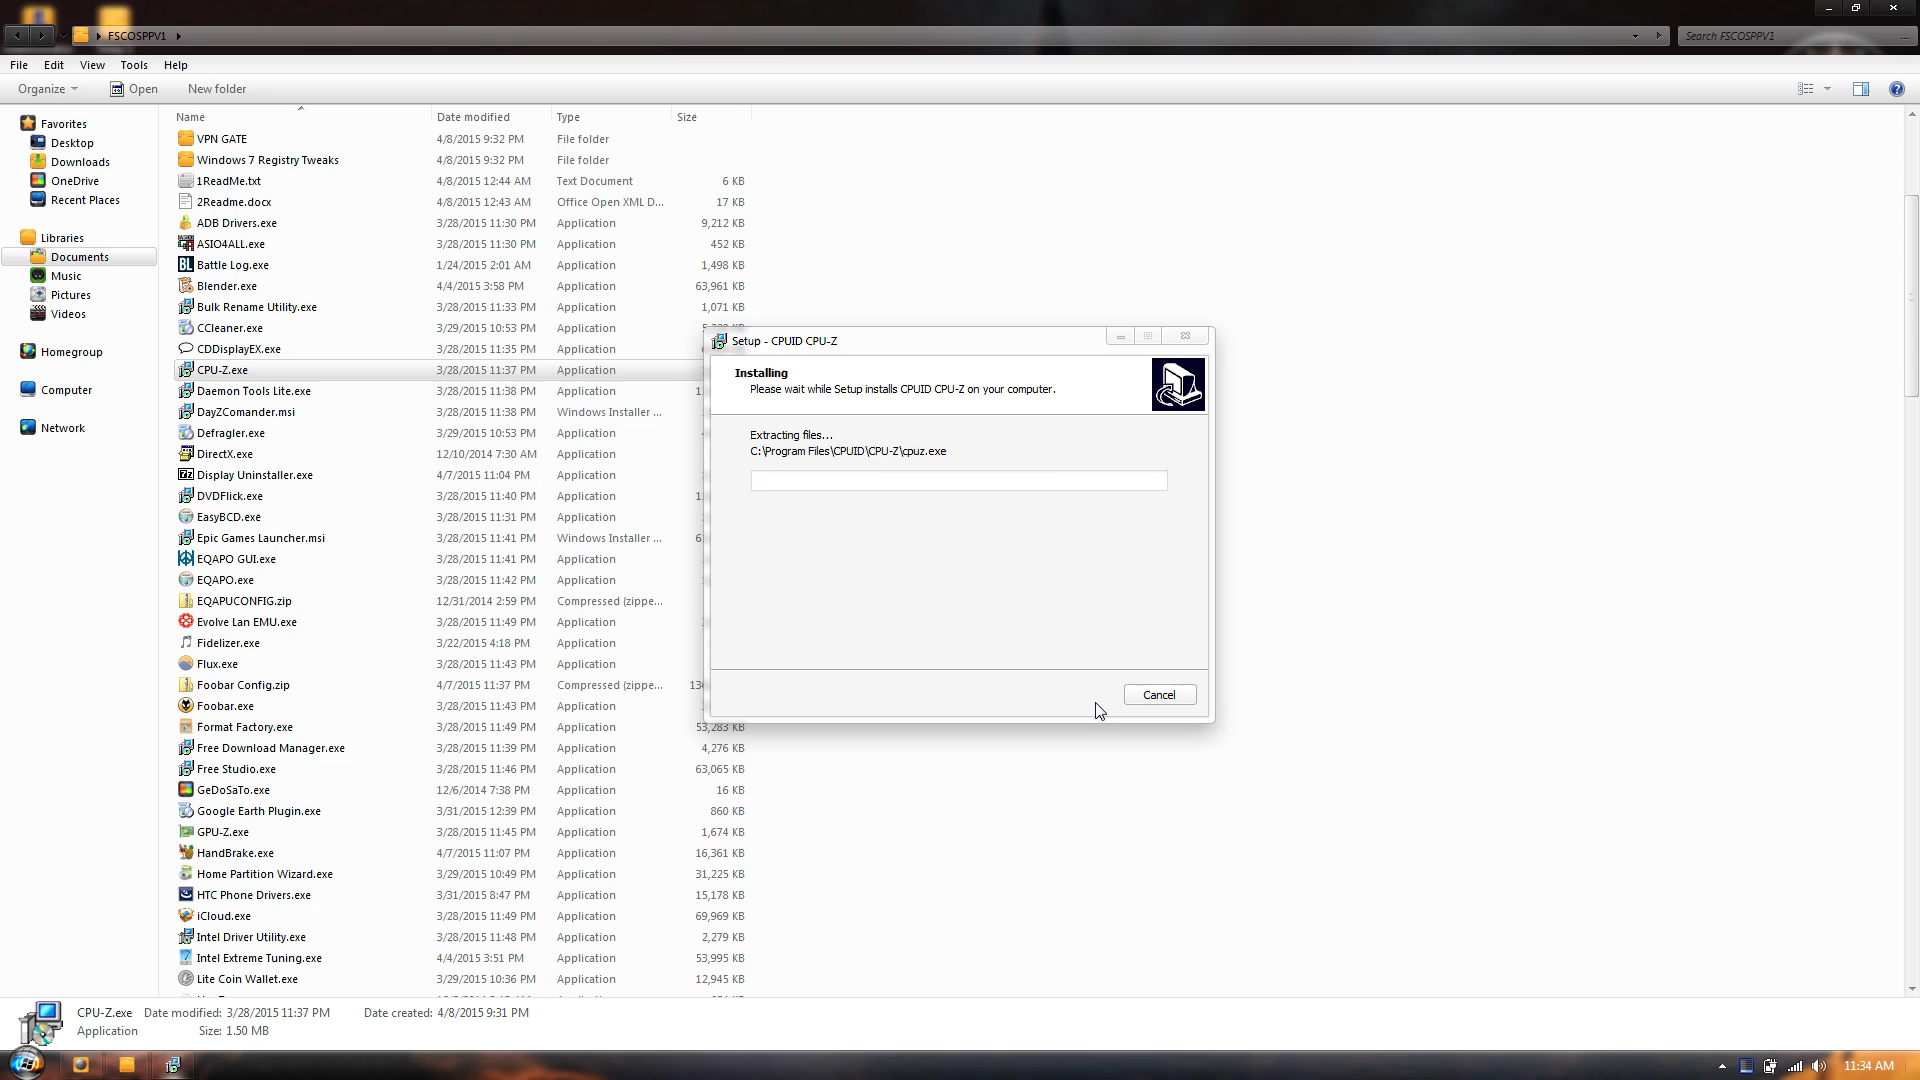 FSCOSPPV1
Search FSCOSPPV1
File Edit View Tools Help
Organize Open New folder
Name Date modified Type Size
Favorites
Desktop
Downloads
OneDrive
Recent Places
Libraries
Documents
Music
Pictures
Videos
Homegroup
Computer
Network
VPN GATE 4/8/2015 9:32 PM File folder
Windows 7 Registry Tweaks 4/8/2015 9:32 PM File folder
1ReadMe.txt 4/8/2015 12:44 AM Text Document 6 KB
2Readme.docx 4/8/2015 12:43 AM Office Open XML D... 17 KB
ADB Drivers.exe 3/28/2015 11:30 PM Application 9,212 KB
ASIO4ALL.exe 3/28/2015 11:30 PM Application 452 KB
Battle Log.exe 1/24/2015 2:01 AM Application 1,498 KB
Blender.exe 4/4/2015 3:58 PM Application 63,961 KB
Bulk Rename Utility.exe 3/28/2015 11:33 PM Application 1,071 KB
CCleaner.exe 3/29/2015 10:53 PM Application
CDDisplayEX.exe 3/28/2015 11:35 PM Application
CPU-Z.exe 3/28/2015 11:37 PM Application
Daemon Tools Lite.exe 3/28/2015 11:38 PM Application
DayZComander.msi 3/28/2015 11:38 PM Windows Installer ...
Defragler.exe 3/29/2015 10:53 PM Application
DirectX.exe 12/10/2014 7:30 AM Application
Display Uninstaller.exe 4/7/2015 11:04 PM Application
DVDFlick.exe 3/28/2015 11:40 PM Application
EasyBCD.exe 3/28/2015 11:31 PM Application
Epic Games Launcher.msi 3/28/2015 11:41 PM Windows Installer ...
EQAPO GUI.exe 3/28/2015 11:41 PM Application
EQAPO.exe 3/28/2015 11:42 PM Application
EQAPUCONFIG.zip 12/31/2014 2:59 PM Compressed (zippe...
Evolve Lan EMU.exe 3/28/2015 11:49 PM Application
Fidelizer.exe 3/22/2015 4:18 PM Application
Flux.exe 3/28/2015 11:43 PM Application
Foobar Config.zip 4/7/2015 11:37 PM Compressed (zippe...
Foobar.exe 3/28/2015 11:43 PM Application
Format Factory.exe 3/28/2015 11:49 PM Application 53,283 KB
Free Download Manager.exe 3/28/2015 11:39 PM Application 4,276 KB
Free Studio.exe 3/28/2015 11:46 PM Application 63,065 KB
GeDoSaTo.exe 12/6/2014 7:38 PM Application 16 KB
Google Earth Plugin.exe 3/31/2015 12:39 PM Application 860 KB
GPU-Z.exe 3/28/2015 11:45 PM Application 1,674 KB
HandBrake.exe 4/7/2015 11:07 PM Application 16,361 KB
Home Partition Wizard.exe 3/29/2015 10:49 PM Application 31,225 KB
HTC Phone Drivers.exe 3/31/2015 8:47 PM Application 15,178 KB
iCloud.exe 3/28/2015 11:49 PM Application 69,969 KB
Intel Driver Utility.exe 3/28/2015 11:48 PM Application 2,279 KB
Intel Extreme Tuning.exe 4/4/2015 3:51 PM Application 53,995 KB
Lite Coin Wallet.exe 3/29/2015 10:36 PM Application 12,945 KB
Setup - CPUID CPU-Z
Installing
Please wait while Setup installs CPUID CPU-Z on your computer.
Extracting files...
C:\Program Files\CPUID\CPU-Z\cpuz.exe
Cancel
CPU-Z.exe Date modified: 3/28/2015 11:37 PM Date created: 4/8/2015 9:31 PM
Application Size: 1.50 MB
11:34 AM